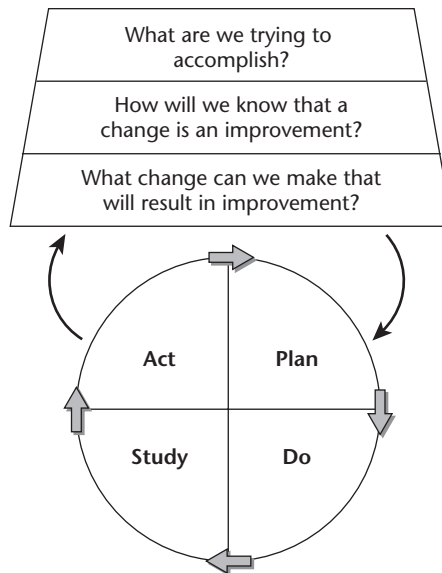 What are we trying to
accomplish?
How will we know that a
change is an improvement?
What change can we make that
will result in improvement?
Act
Plan
Study
Do